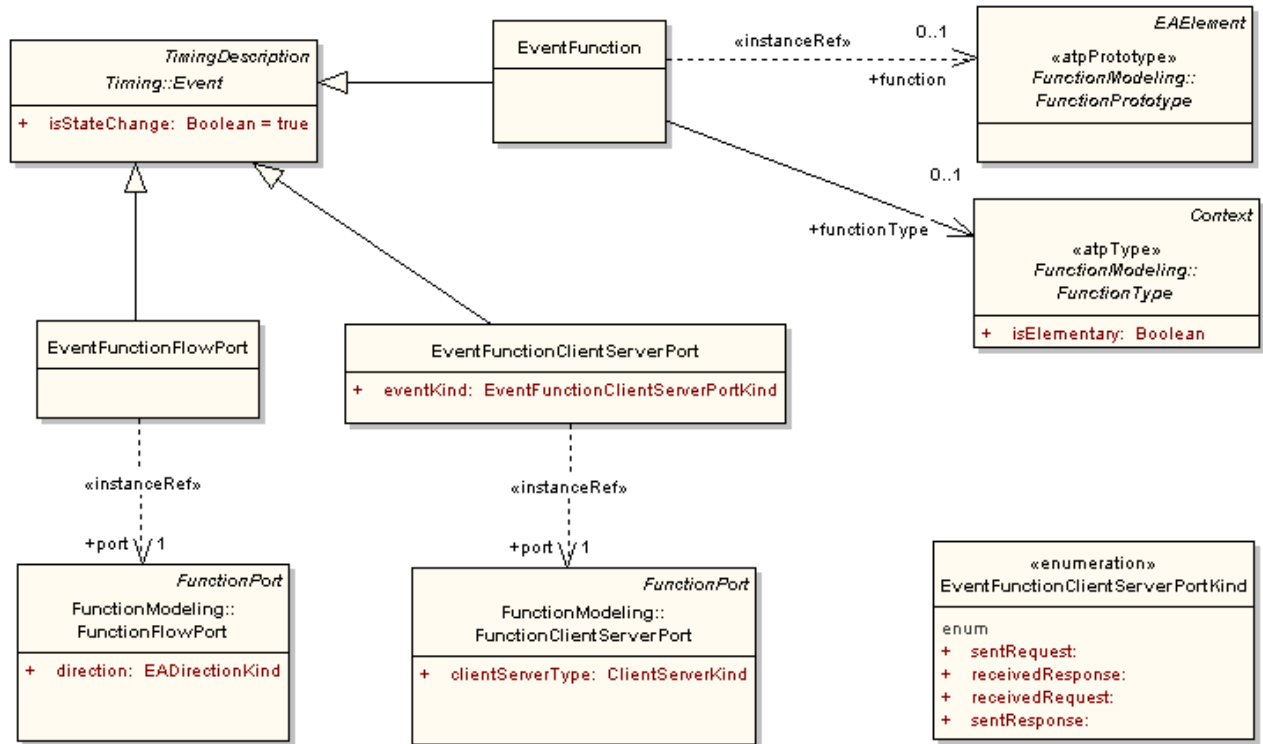 TimingDescription
Timing::Event
+ isStateChange: Boolean = true
EventFunction
«instanceRef»
0..1
+function
EAElement
«atpPrototype»
FunctionModeling::
FunctionPrototype
0..1
+functionType
Context
«atpType»
FunctionModeling::
FunctionType
+ isElementary: Boolean
EventFunctionFlowPort
EventFunctionClientServerPort
+ eventKind: EventFunctionClientServerPortKind
«instanceRef»
+port 1
«instanceRef»
+port 1
FunctionPort
FunctionModeling::
FunctionFlowPort
+ direction: EADirectionKind
FunctionPort
FunctionModeling::
FunctionClientServerPort
+ clientServerType: ClientServerKind
«enumeration»
EventFunctionClientServerPortKind
enum
+ sentRequest:
+ receivedResponse:
+ receivedRequest:
+ sentResponse: